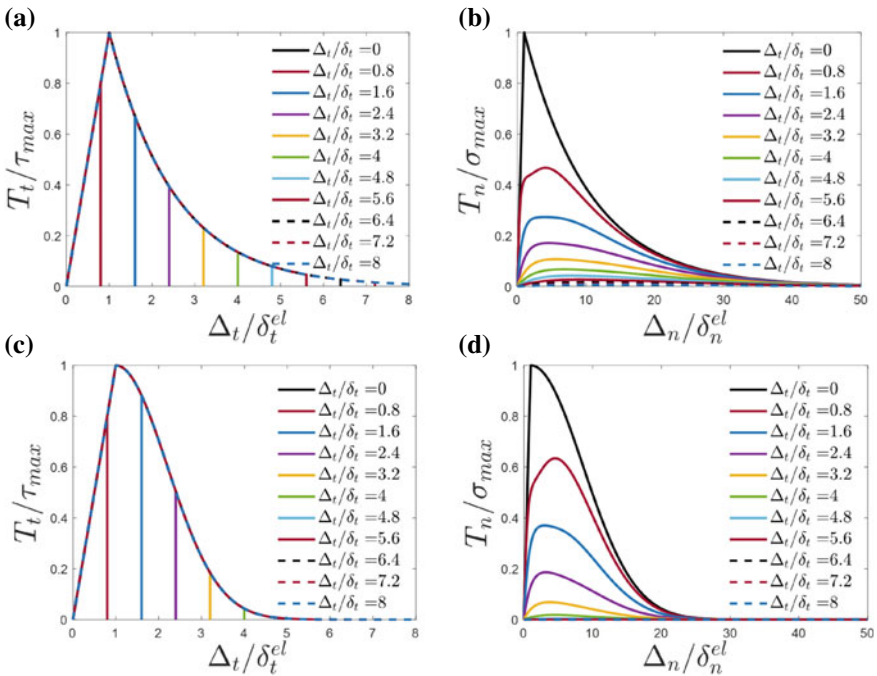 (a)
T_t/τ_max
1
0.8
0.6
0.4
0.2
0
0 1 2 3 4 5 6 7 8
Δ_t/δ_t^el
Δ_t/δ_t =0
Δ_t/δ_t =0.8
Δ_t/δ_t =1.6
Δ_t/δ_t =2.4
Δ_t/δ_t =3.2
Δ_t/δ_t =4
Δ_t/δ_t =4.8
Δ_t/δ_t =5.6
Δ_t/δ_t =6.4
Δ_t/δ_t =7.2
Δ_t/δ_t =8
(b)
T_n/σ_max
1
0.8
0.6
0.4
0.2
0
0 10 20 30 40 50
Δ_n/δ_n^el
Δ_t/δ_t =0
Δ_t/δ_t =0.8
Δ_t/δ_t =1.6
Δ_t/δ_t =2.4
Δ_t/δ_t =3.2
Δ_t/δ_t =4
Δ_t/δ_t =4.8
Δ_t/δ_t =5.6
Δ_t/δ_t =6.4
Δ_t/δ_t =7.2
Δ_t/δ_t =8
(c)
T_t/τ_max
1
0.8
0.6
0.4
0.2
0
0 1 2 3 4 5 6 7 8
Δ_t/δ_t^el
Δ_t/δ_t =0
Δ_t/δ_t =0.8
Δ_t/δ_t =1.6
Δ_t/δ_t =2.4
Δ_t/δ_t =3.2
Δ_t/δ_t =4
Δ_t/δ_t =4.8
Δ_t/δ_t =5.6
Δ_t/δ_t =6.4
Δ_t/δ_t =7.2
Δ_t/δ_t =8
(d)
T_n/σ_max
1
0.8
0.6
0.4
0.2
0
0 10 20 30 40 50
Δ_n/δ_n^el
Δ_t/δ_t =0
Δ_t/δ_t =0.8
Δ_t/δ_t =1.6
Δ_t/δ_t =2.4
Δ_t/δ_t =3.2
Δ_t/δ_t =4
Δ_t/δ_t =4.8
Δ_t/δ_t =5.6
Δ_t/δ_t =6.4
Δ_t/δ_t =7.2
Δ_t/δ_t =8